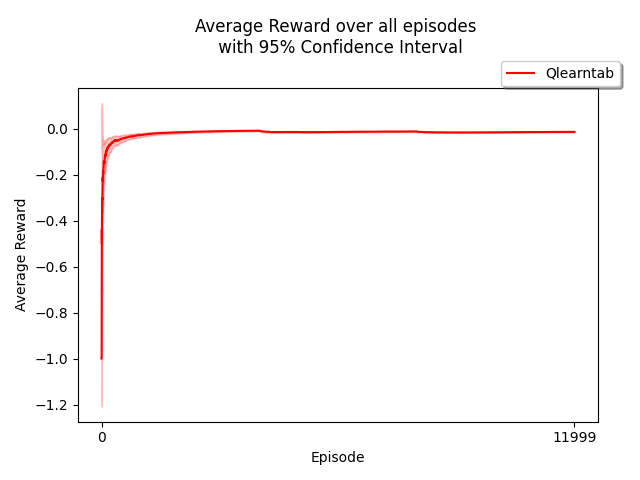 Average Reward over all episodes
with 95% Confidence Interval
Qlearntab
0.0
−0.2
−0.4
−0.6
−0.8
−1.0
−1.2
Average Reward
0
11999
Episode